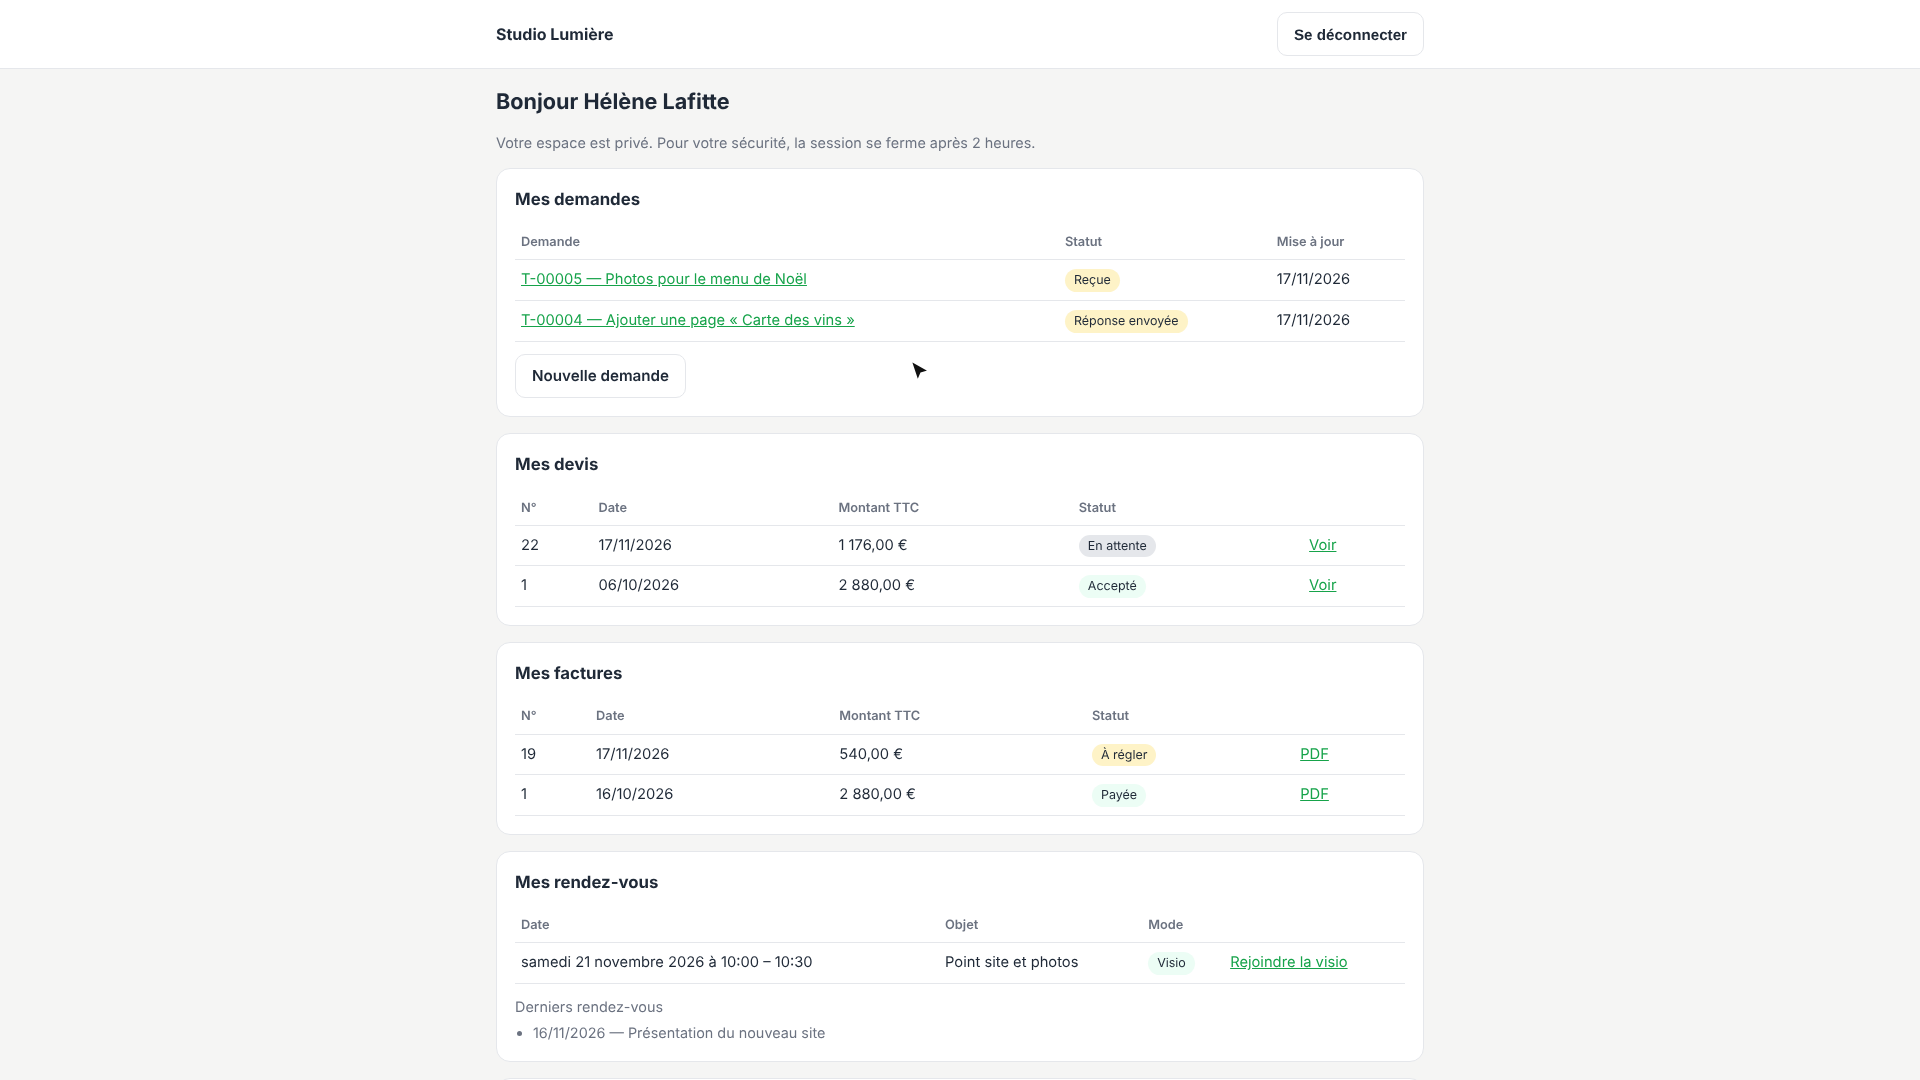 Studio Lumière
Se déconnecter
Bonjour Hélène Lafitte
Votre espace est privé. Pour votre sécurité, la session se ferme après 2 heures.
Mes demandes
Demande Statut Mise à jour
T-00005 — Photos pour le menu de Noël Reçue 17/11/2026
T-00004 — Ajouter une page « Carte des vins » Réponse envoyée 17/11/2026
Nouvelle demande
Mes devis
N° Date Montant TTC Statut
22 17/11/2026 1 176,00 € En attente Voir
1 06/10/2026 2 880,00 € Accepté Voir
Mes factures
N° Date Montant TTC Statut
19 17/11/2026 540,00 € À régler PDF
1 16/10/2026 2 880,00 € Payée PDF
Mes rendez-vous
Date Objet Mode
samedi 21 novembre 2026 à 10:00 – 10:30 Point site et photos Visio Rejoindre la visio
Derniers rendez-vous
• 16/11/2026 — Présentation du nouveau site